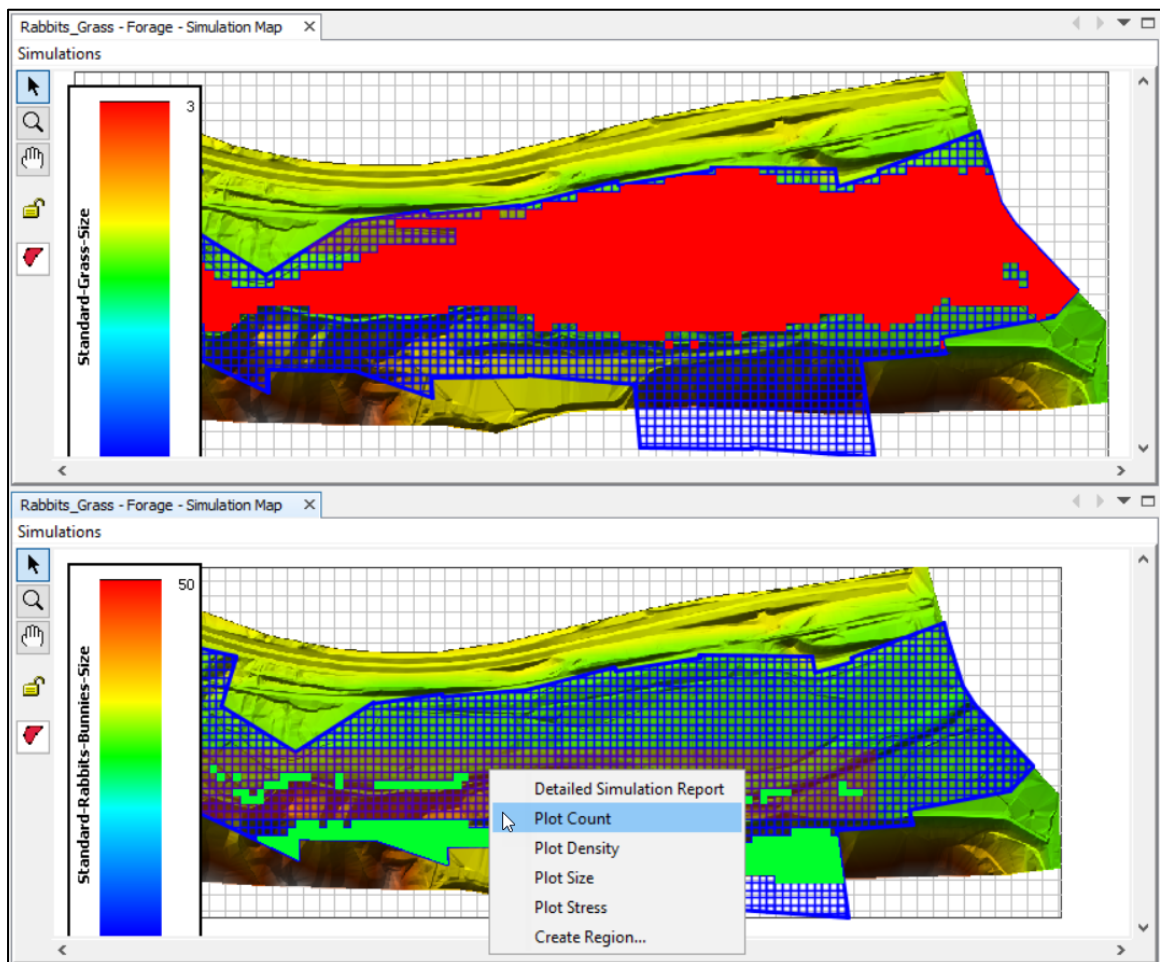 Rabbits_Grass - Forage - Simulation Map
Simulations
3
Standard-Grass-Size
Rabbits_Grass - Forage - Simulation Map
Simulations
50
Standard-Rabbits-Bunnies-Size
Detailed Simulation Report
Plot Count
Plot Density
Plot Size
Plot Stress
Create Region...